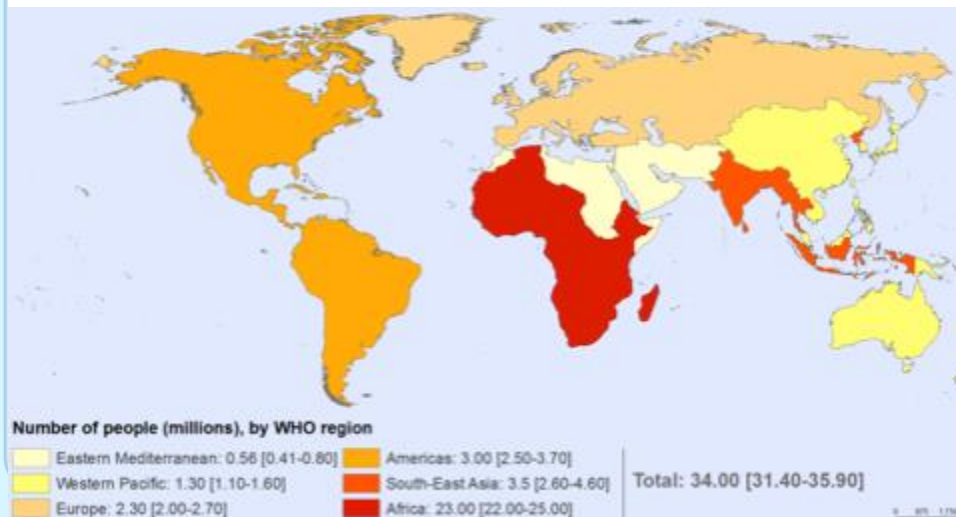 Number of people (millions), by WHO region
Eastern Mediterranean: 0.56 [0.41-0.80]
Western Pacific: 1.30 [1.10-1.60]
Europe: 2.30 [2.00-2.70]
Americas: 3.00 [2.50-3.70]
South-East Asia: 3.5 [2.60-4.60]
Africa: 23.00 [22.00-25.00]
Total: 34.00 [31.40-35.90]